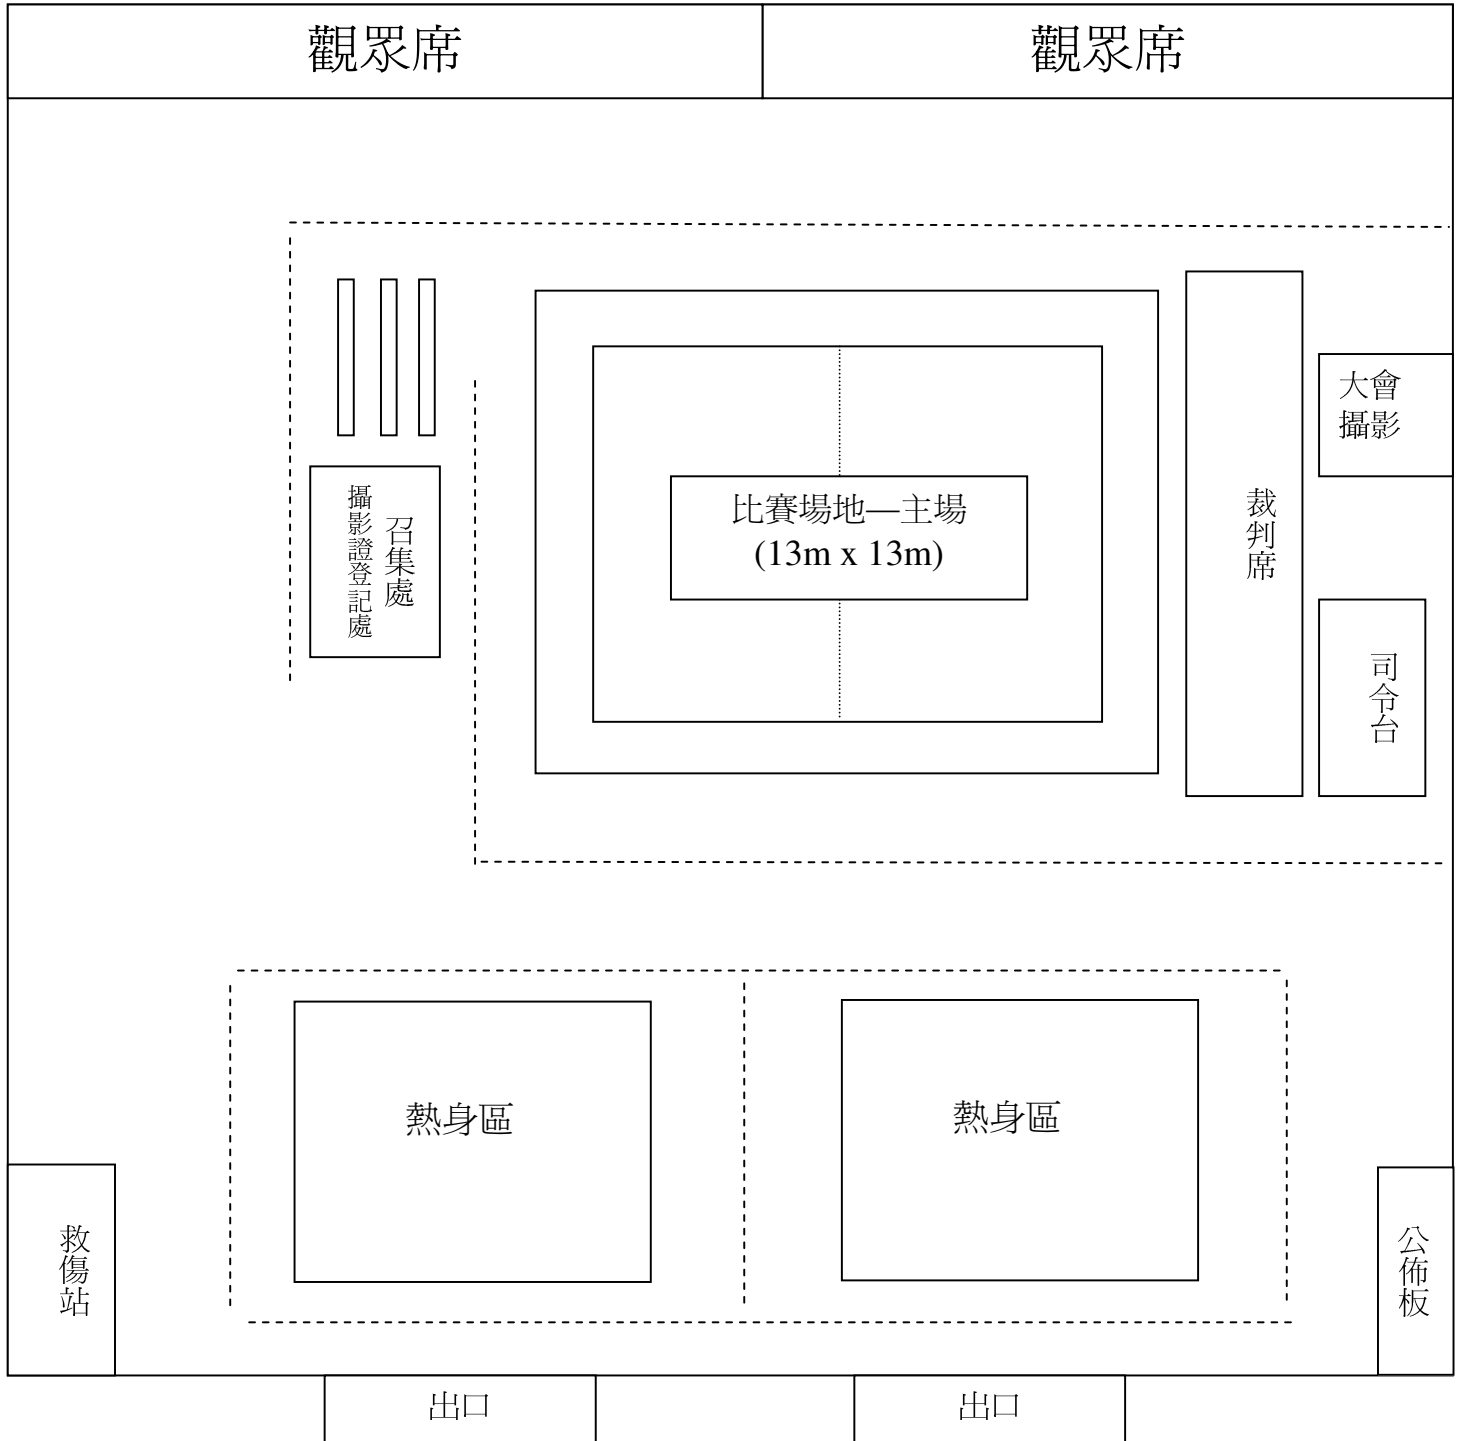 觀眾席
觀眾席
大會
攝影
比賽場地—主場
(13m x 13m)
裁判席
召集處
攝影證登記處
司令台
熱身區
熱身區
救傷站
公佈板
出口
出口